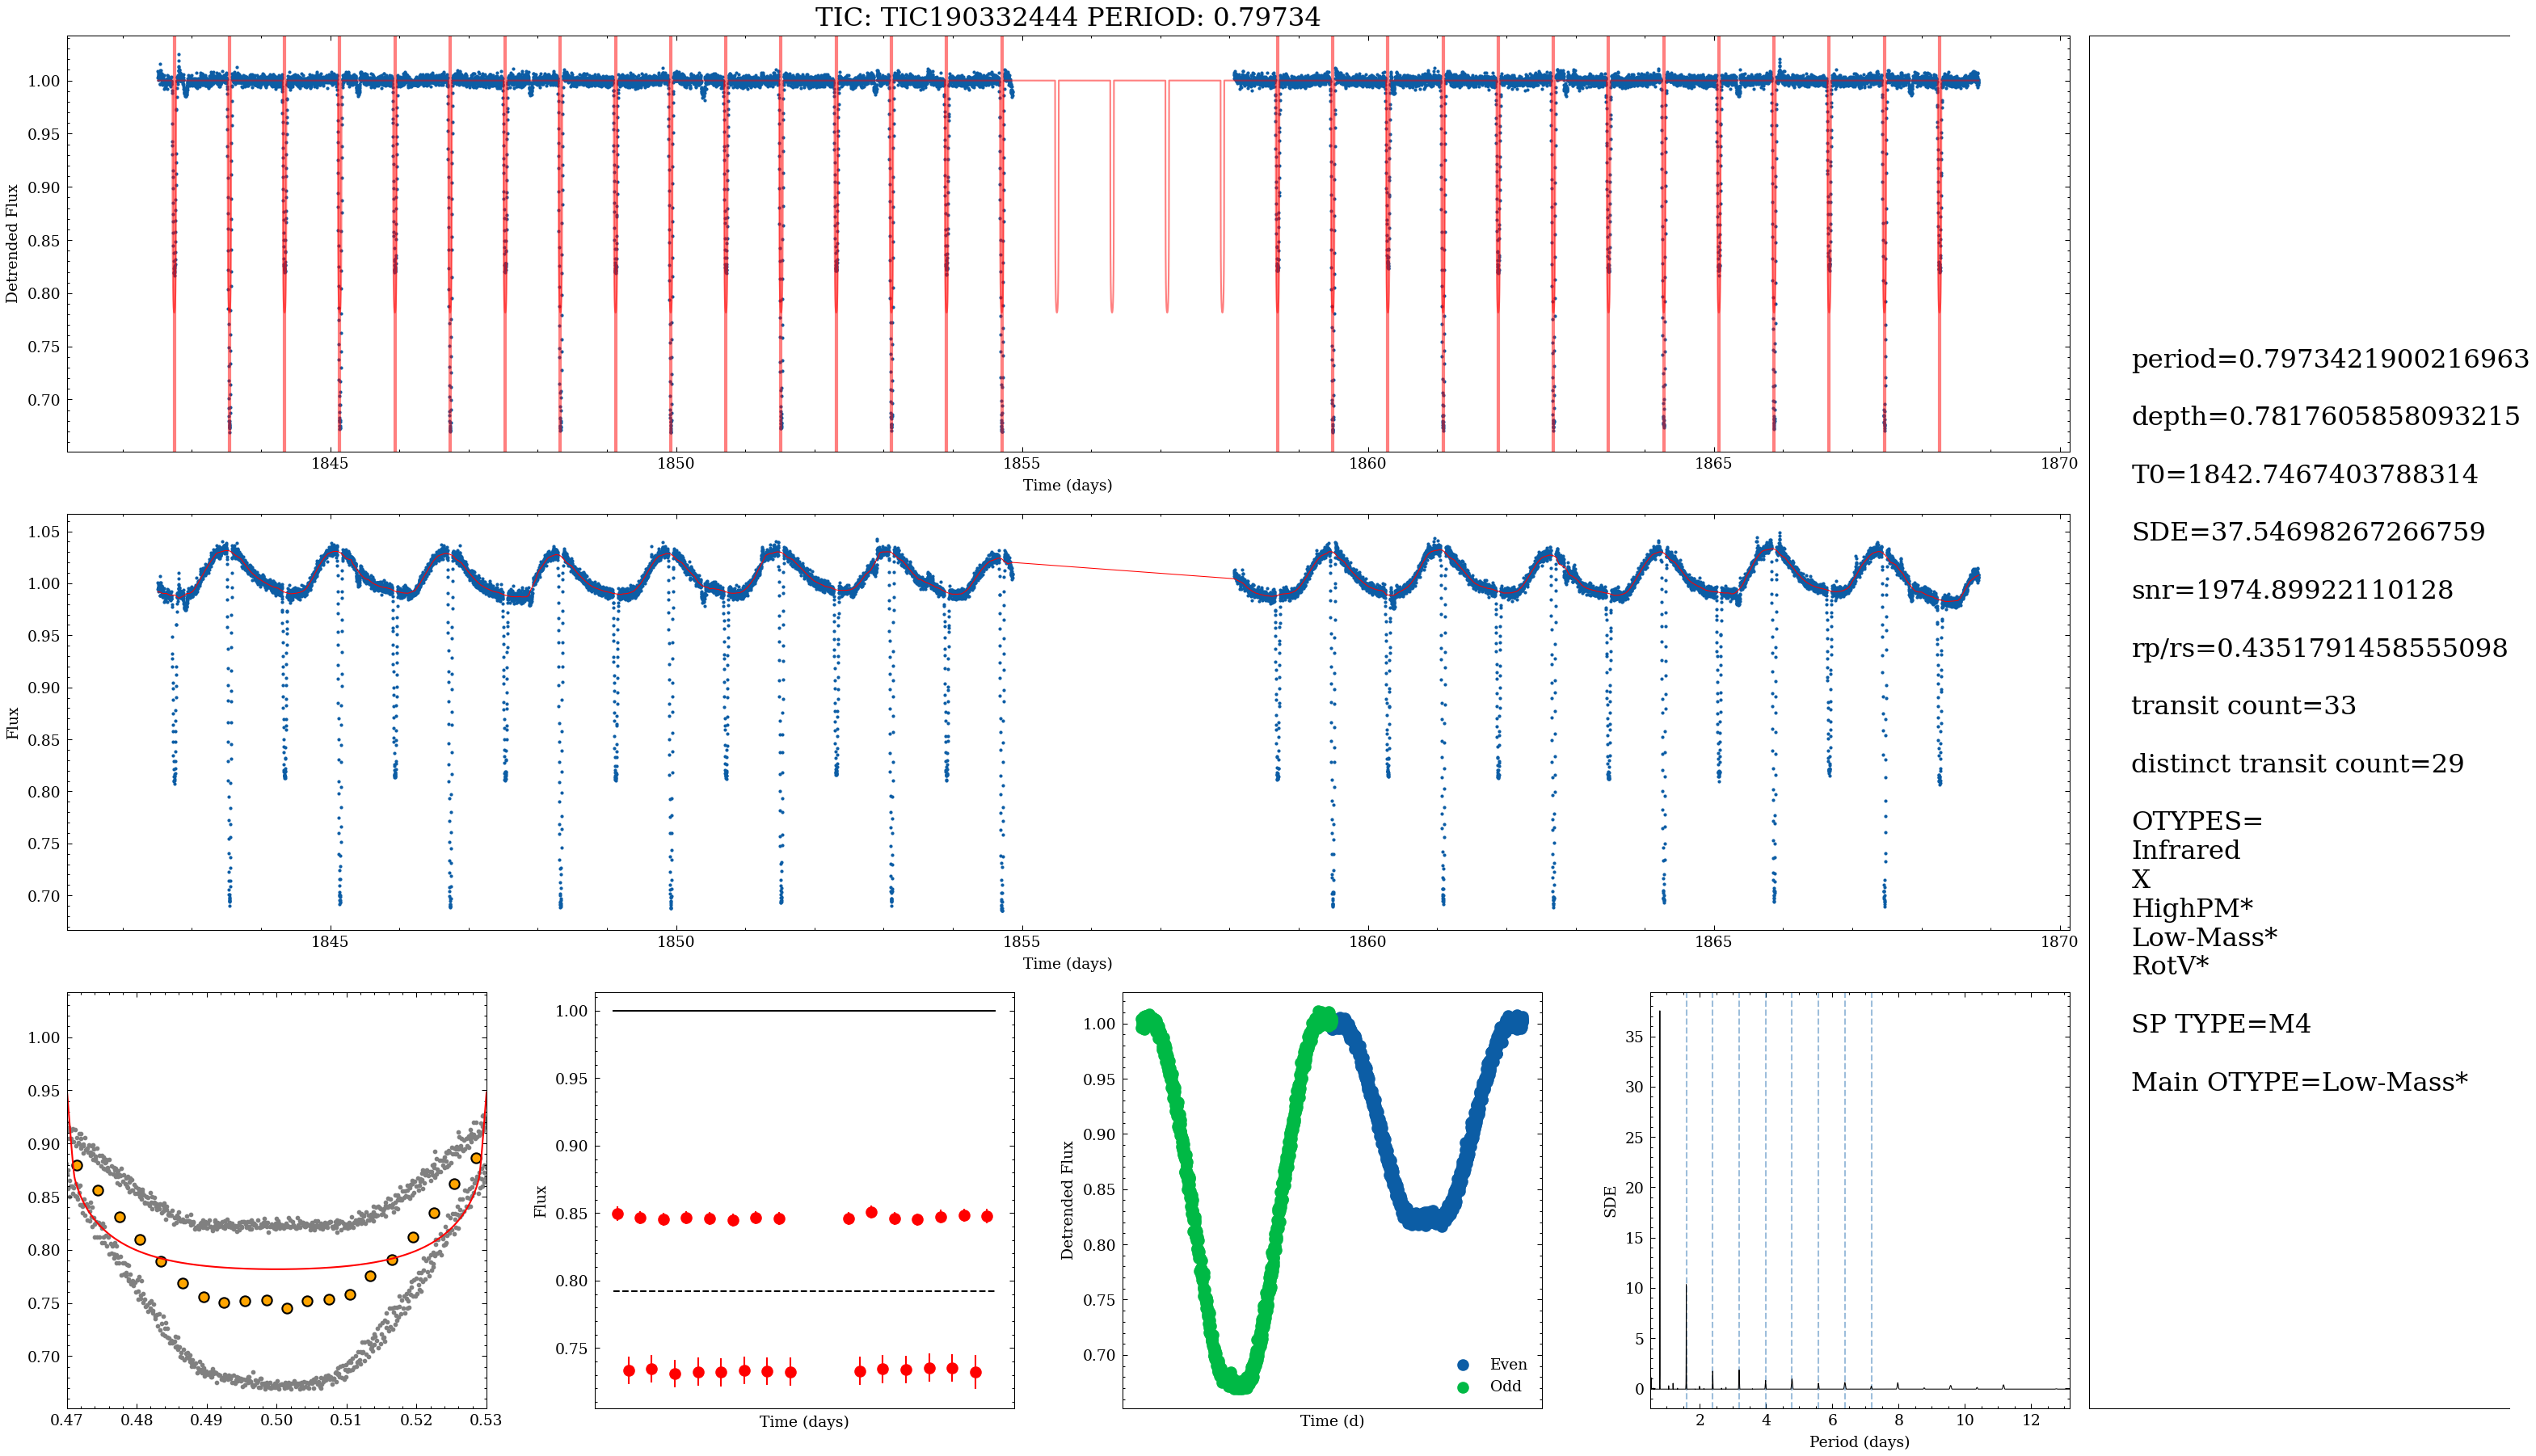 TIC: TIC190332444 PERIOD: 0.79734
1.00
0.95
0.90
0.85
0.80
0.75
0.70
Detrended Flux
1845
1850
1855
1860
1865
1870
Time (days)
1.05
1.00
0.95
0.90
0.85
0.80
0.75
0.70
Flux
1845
1850
1855
1860
1865
1870
Time (days)
1.00
0.95
0.90
0.85
0.80
0.75
0.70
0.47
0.48
0.49
0.50
0.51
0.52
0.53
1.00
0.95
0.90
0.85
0.80
0.75
Flux
Time (days)
1.00
0.95
0.90
0.85
0.80
0.75
0.70
Detrended Flux
Even
Odd
Time (d)
35
30
25
20
15
10
5
0
SDE
2
4
6
8
10
12
Period (days)
period=0.7973421900216963
depth=0.7817605858093215
T0=1842.7467403788314
SDE=37.54698267266759
snr=1974.89922110128
rp/rs=0.4351791458555098
transit count=33
distinct transit count=29
OTYPES=
Infrared
X
HighPM*
Low-Mass*
RotV*
SP TYPE=M4
Main OTYPE=Low-Mass*